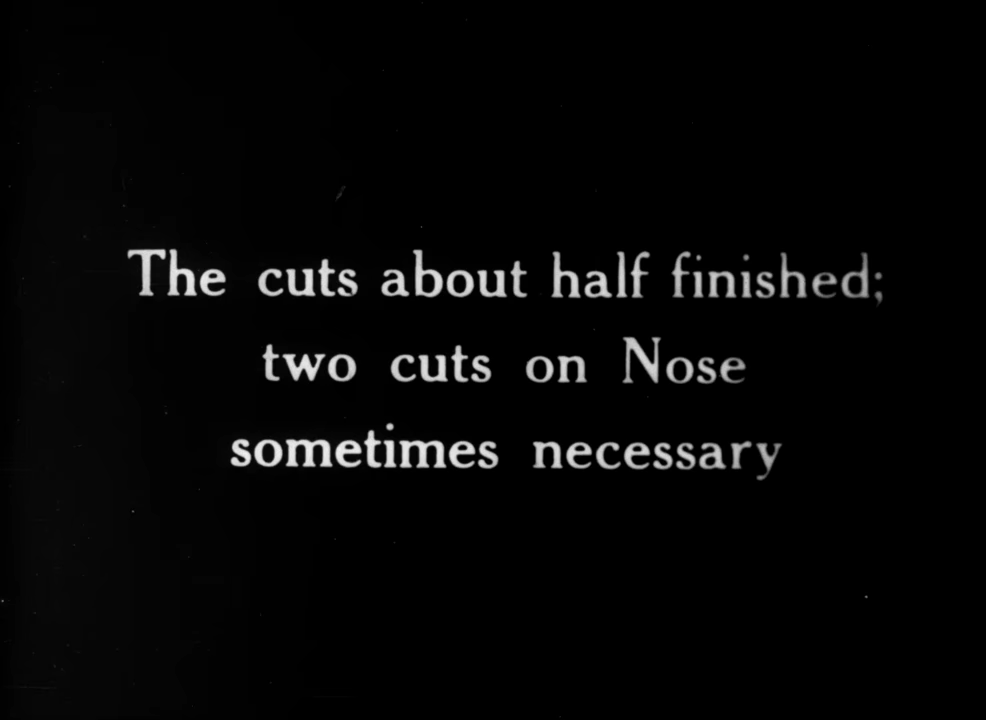 The cuts about half finished;
two cuts on Nose
sometimes necessary